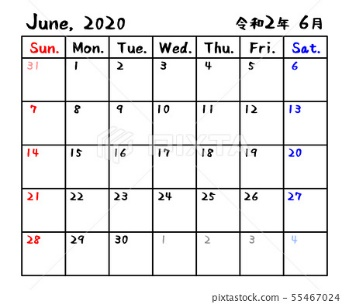 June, 2020 令和2年 6月
Sun. Mon. Tue. Wed. Thu. Fri. Sat.
31 1 2 3 4 5 6
7 8 9 10 11 12 13
14 15 16 17 18 19 20
21 22 23 24 25 26 27
28 29 30 1 2 3 4
PIXTA
pixta.jp - 55467024